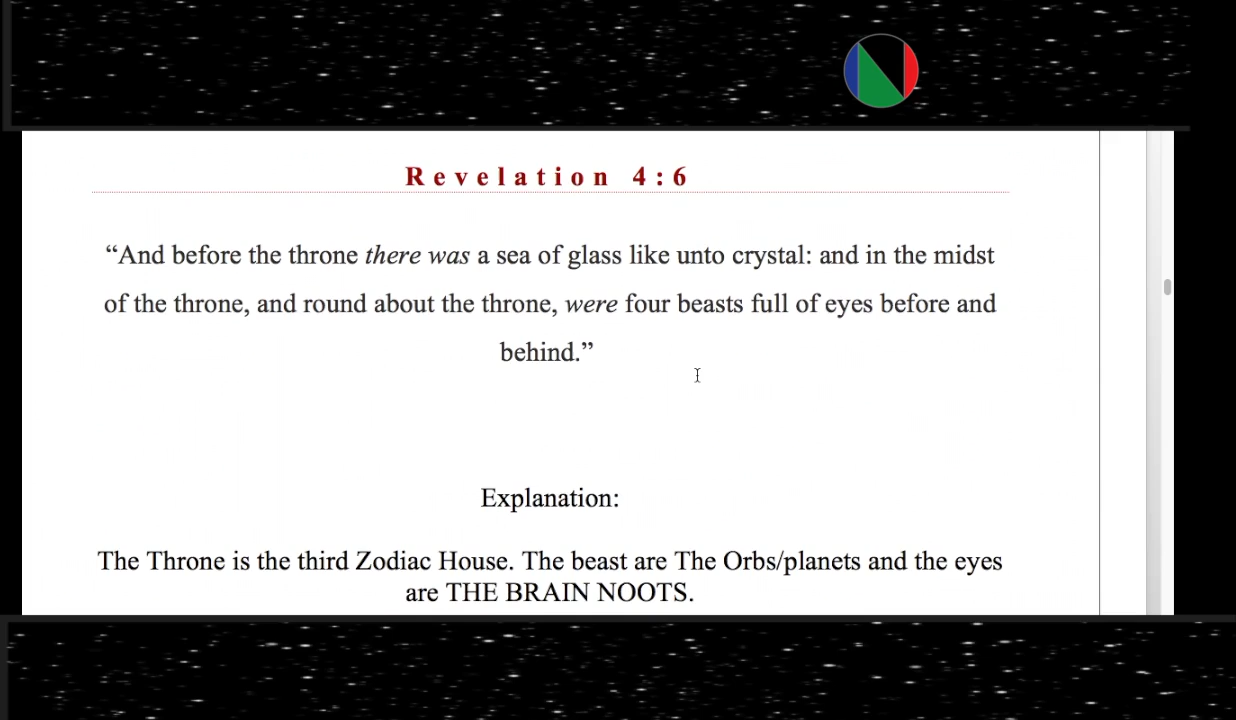 Revelation 4:6
“And before the throne there was a sea of glass like unto crystal: and in the midst
of the throne, and round about the throne, were four beasts full of eyes before and
behind.”
Explanation:
The Throne is the third Zodiac House. The beast are The Orbs/planets and the eyes
are THE BRAIN NOOTS.